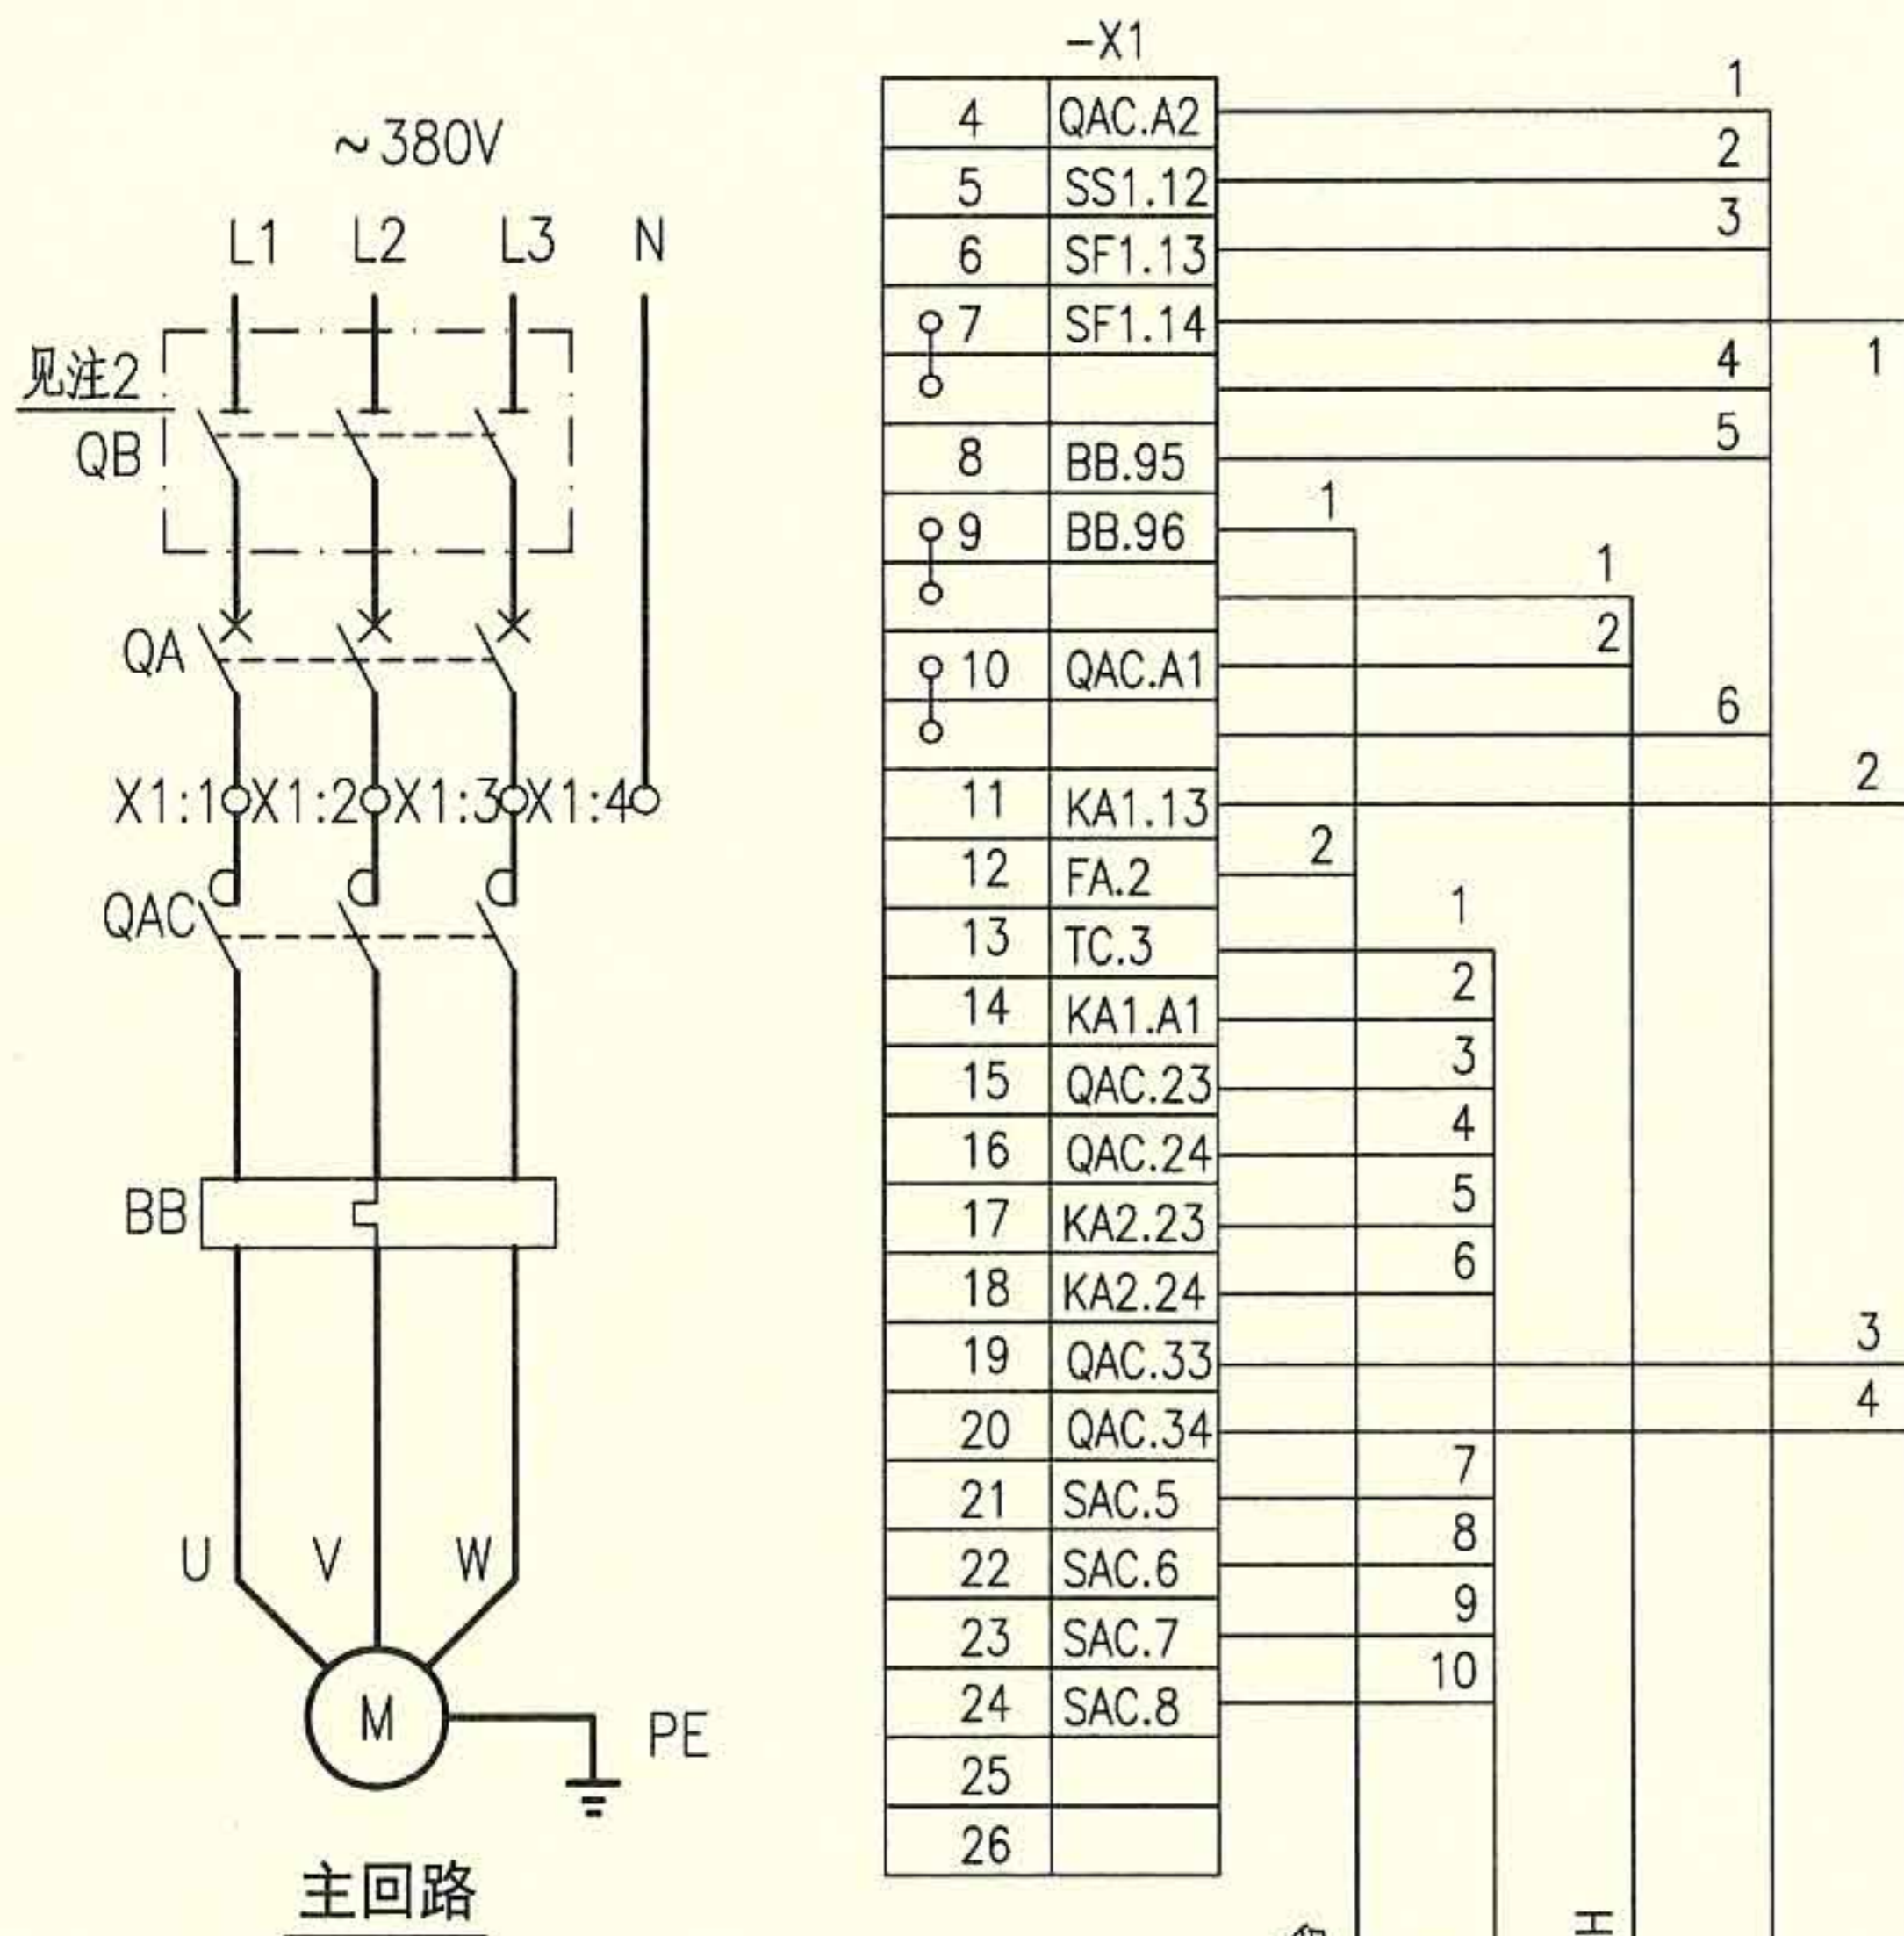 ~380V
L1 L2 L3 N
见注2
QB
QA
X1:1 X1:2 X1:3 X1:4
QAC
BB
U V W
M
PE
主回路
-X1
4 QAC.A2 1
5 SS1.12 2
6 SF1.13 3
7 SF1.14 1
4
8 BB.95 5
9 BB.96 1
1
10 QAC.A1 2
6
11 KA1.13 2
12 FA.2 2
13 TC.3 1
14 KA1.A1 2
15 QAC.23 3
16 QAC.24 4
17 KA2.23 5
18 KA2.24 6
19 QAC.33 3
20 QAC.34 4
21 SAC.5 7
22 SAC.6 8
23 SAC.7 9
24 SAC.8 10
25
26